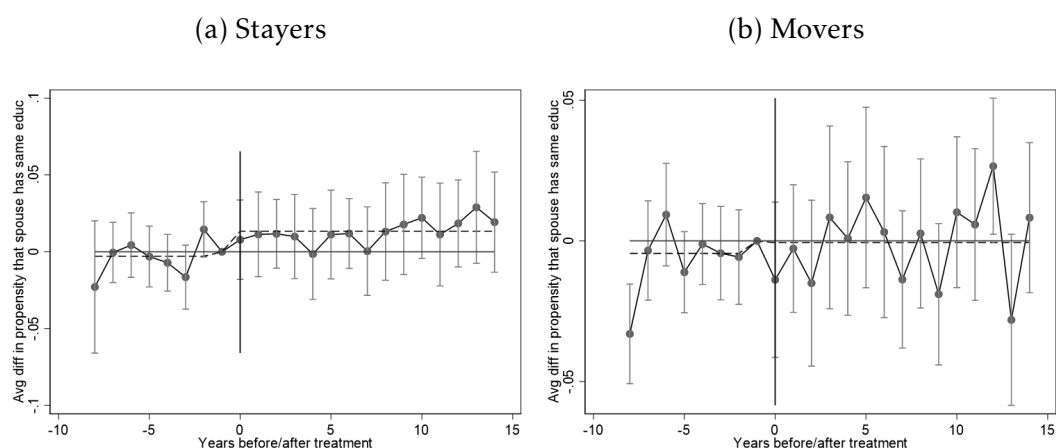 (a) Stayers
Avg diff in propensity that spouse has same educ
.1
.05
0
-.05
-.1
-10 -5 0 5 10 15
Years before/after treatment
(b) Movers
Avg diff in propensity that spouse has same educ
.05
0
-.05
-10 -5 0 5 10 15
Years before/after treatment